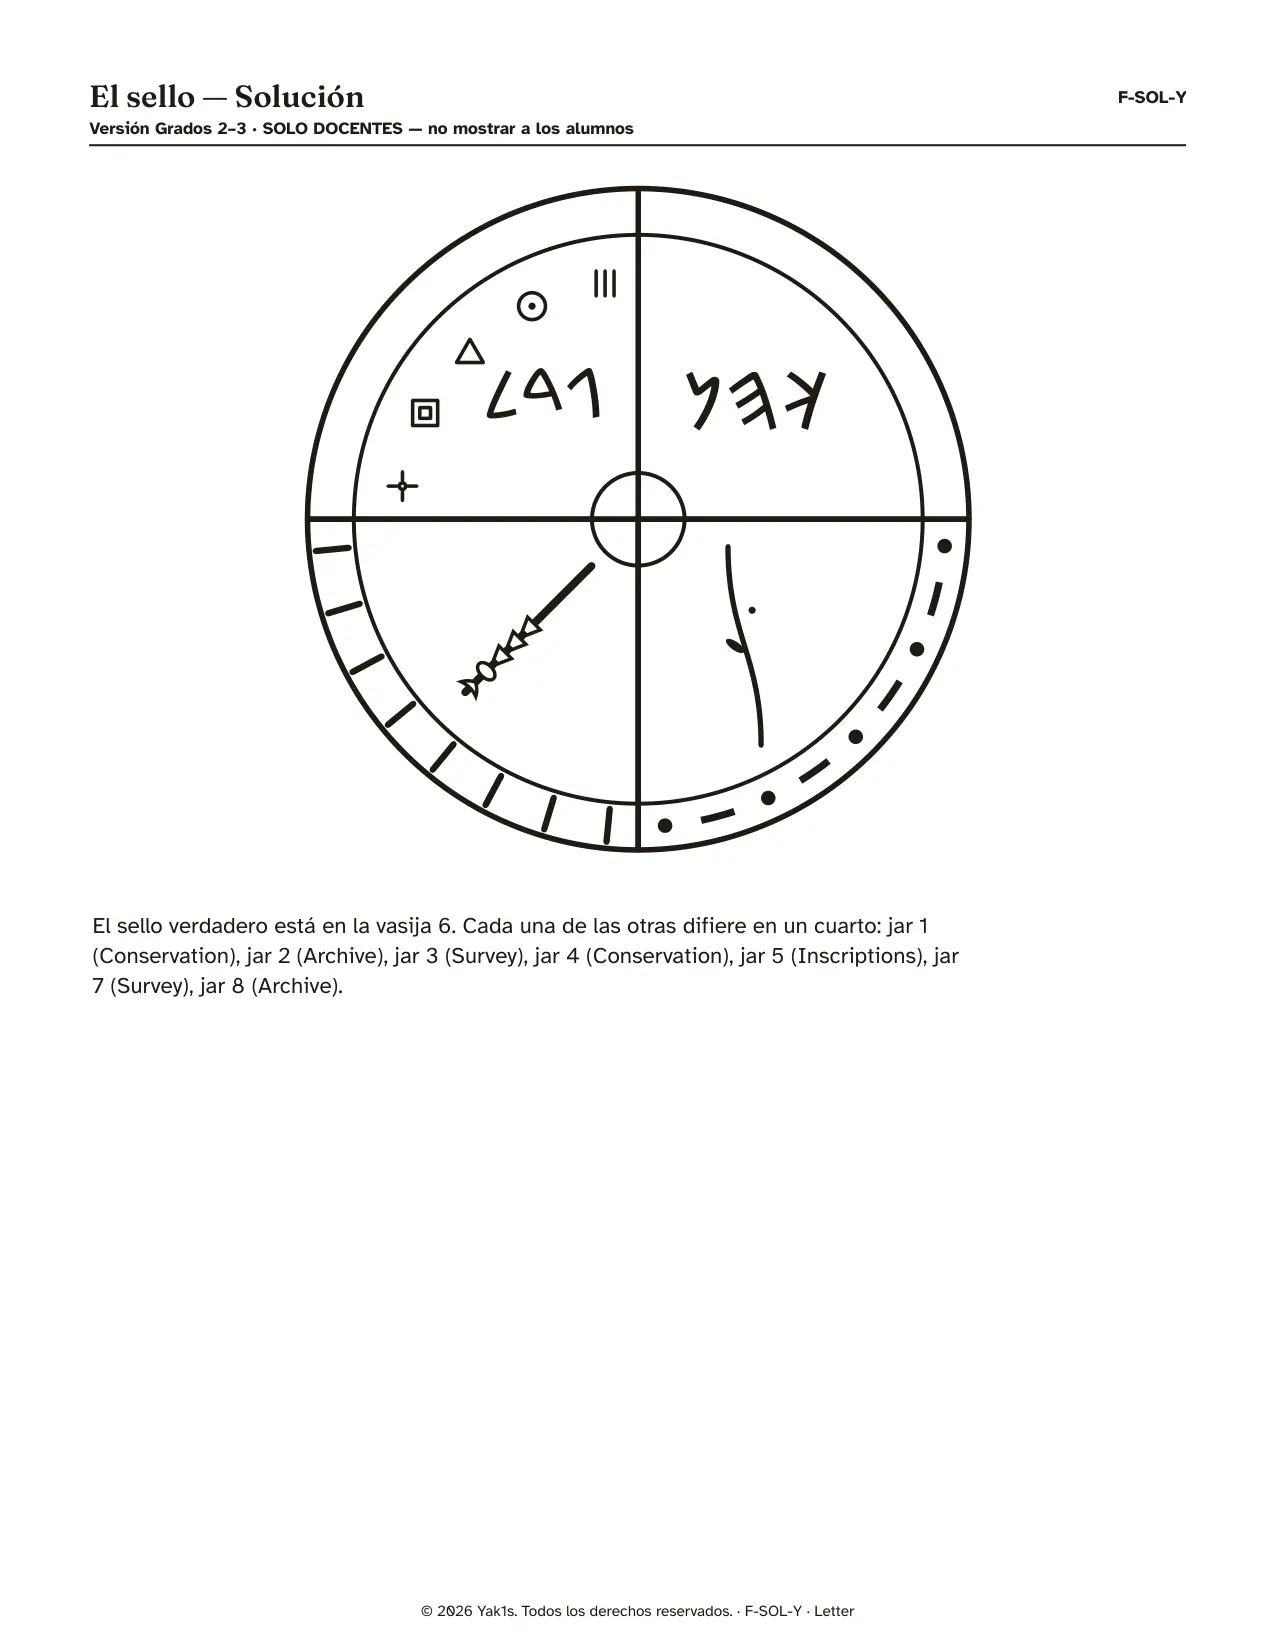 El sello — Solución
F-SOL-Y
Versión Grados 2–3 · SOLO DOCENTES — no mostrar a los alumnos
𐤊𐤄𐤍 𐤂𐤓𐤋
El sello verdadero está en la vasija 6. Cada una de las otras difiere en un cuarto: jar 1
(Conservation), jar 2 (Archive), jar 3 (Survey), jar 4 (Conservation), jar 5 (Inscriptions), jar
7 (Survey), jar 8 (Archive).
© 2026 Yak1s. Todos los derechos reservados. · F-SOL-Y · Letter